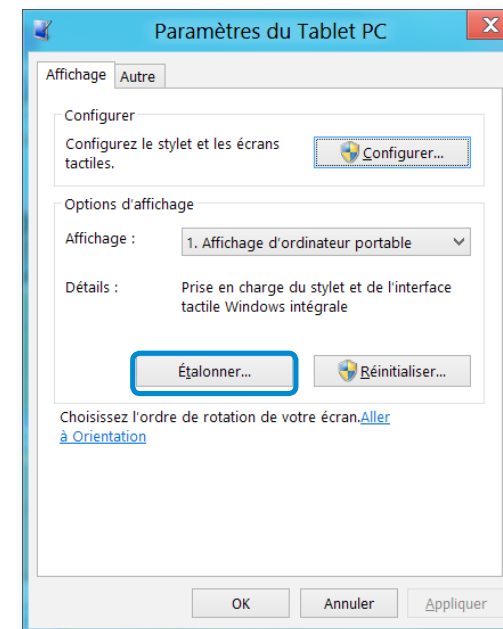 Paramètres du Tablet PC
X
Affichage Autre
Configurer
Configurez le stylet et les écrans
tactiles.
Configurer...
Options d'affichage
Affichage :
1. Affichage d'ordinateur portable
Détails :
Prise en charge du stylet et de l'interface
tactile Windows intégrale
Étalonner...
Réinitialiser...
Choisissez l'ordre de rotation de votre écran.Aller
à Orientation
OK
Annuler
Appliquer